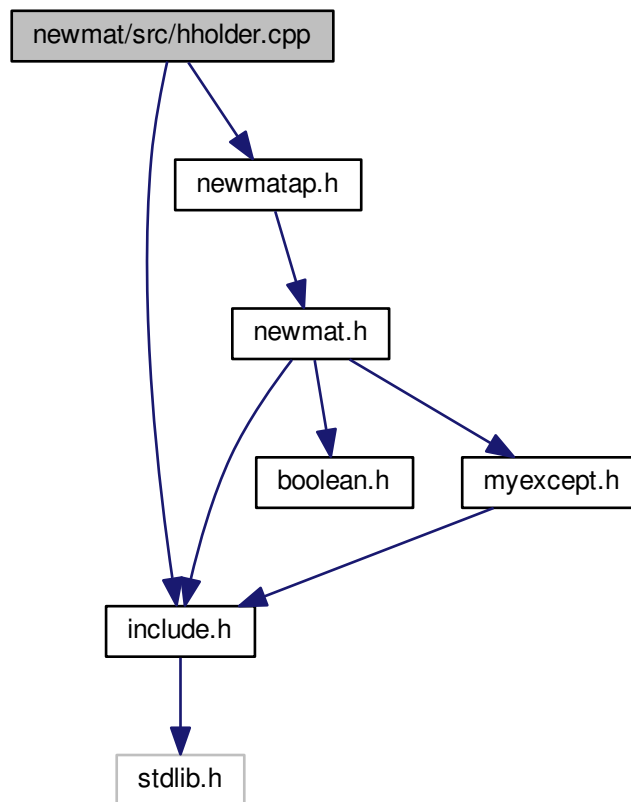 newmat/src/hholder.cpp
newmatap.h
newmat.h
boolean.h
myexcept.h
include.h
stdlib.h